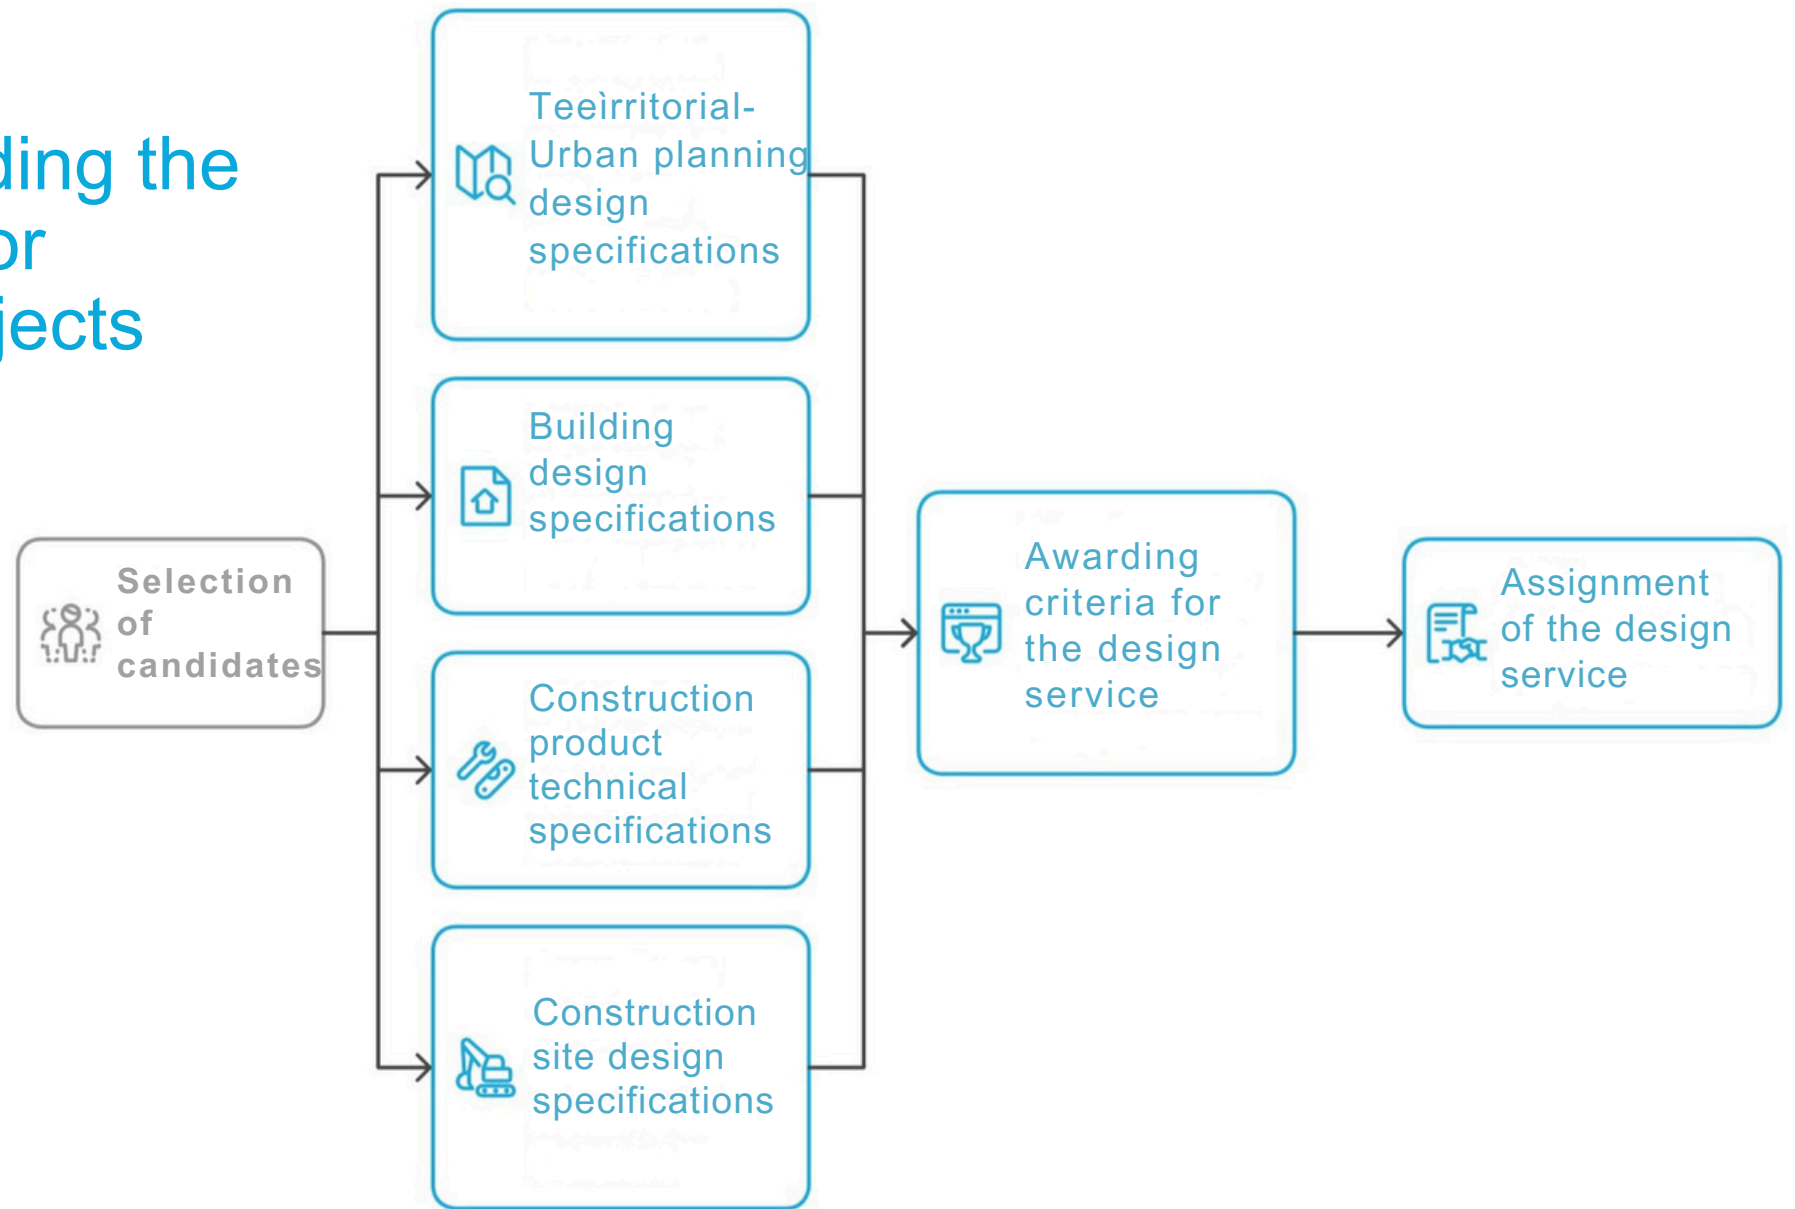 ding the
or
jects
Selection
of
candidates
Teeìrritorial-
Urban planning
design
specifications
Building
design
specifications
Construction
product
technical
specifications
Construction
site design
specifications
Awarding
criteria for
the design
service
Assignment
of the design
service